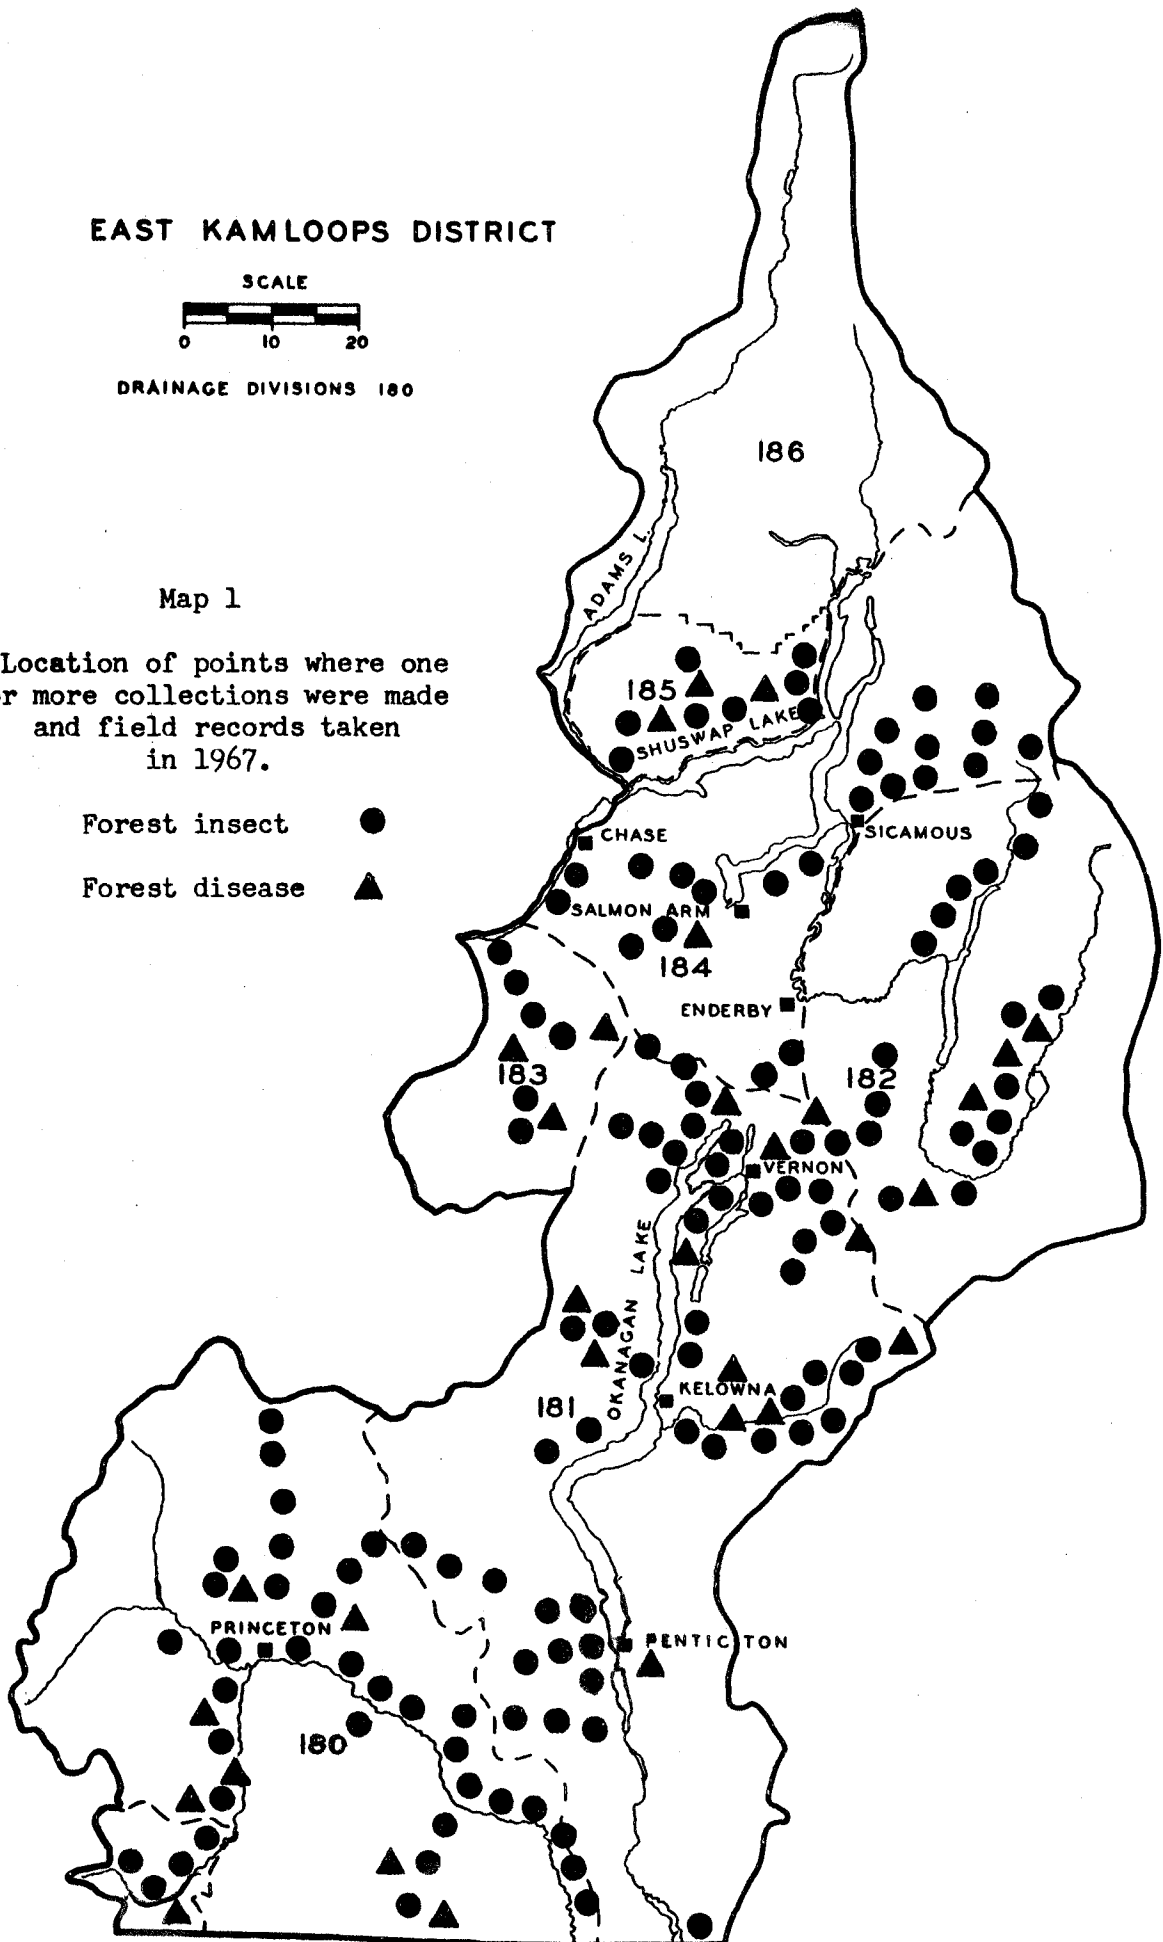 EAST KAMLOOPS DISTRICT
SCALE
0 10 20
DRAINAGE DIVISIONS 180
Map 1
Location of points where one
r more collections were made
and field records taken
in 1967.
Forest insect
Forest disease
186
ADAMS L.
185
SHUSWAP LAKE
CHASE
SICAMOUS
SALMON ARM
184
ENDERBY
183
182
VERNON
OKANAGAN LAKE
KELOWNA
181
PRINCETON
PENTICTON
180